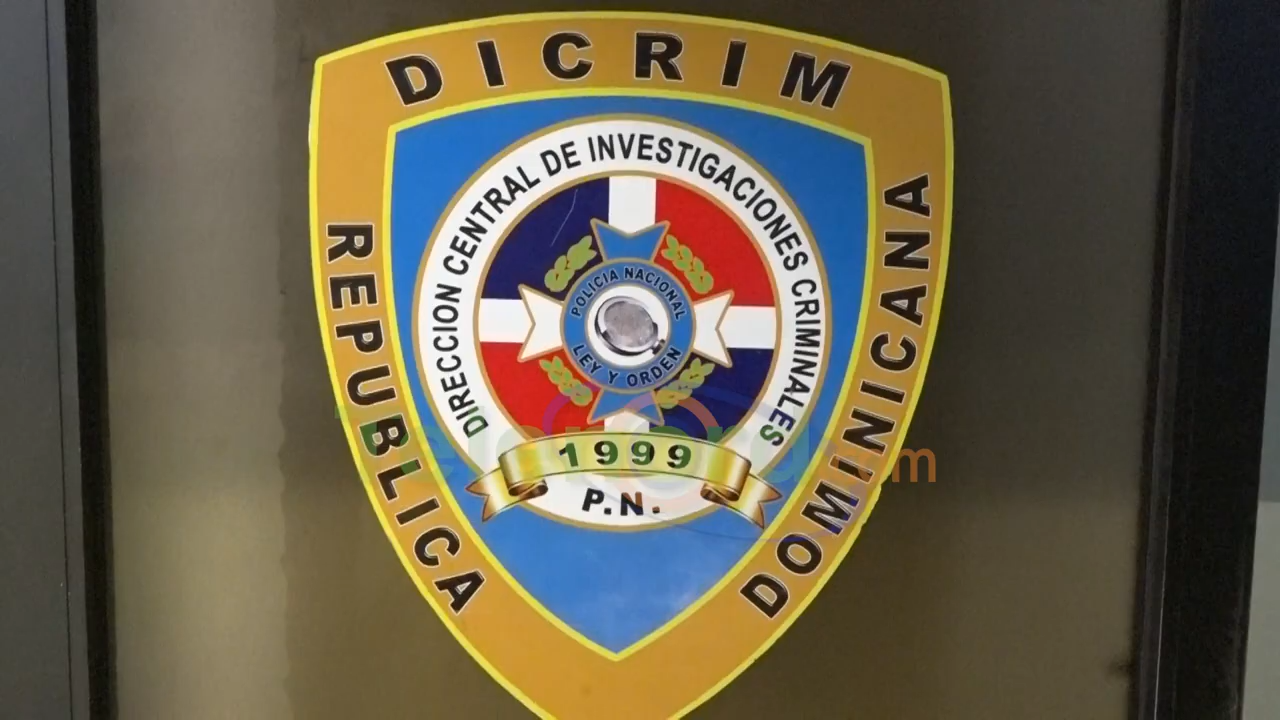 DICRIM
REPUBLICA
DOMINICANA
DIRECCION CENTRAL DE INVESTIGACIONES CRIMINALES
POLICIA NACIONAL
LEY Y ORDEN
1999
P.N.